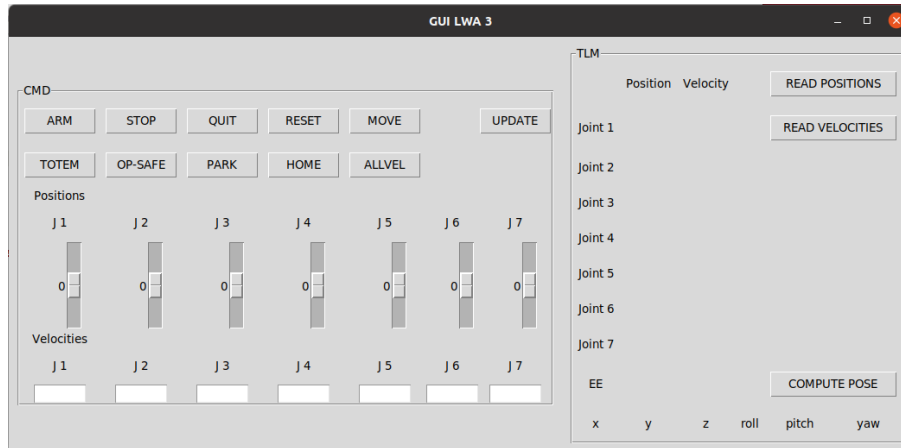 GUI LWA 3
CMD
ARM STOP QUIT RESET MOVE UPDATE
TOTEM OP-SAFE PARK HOME ALLVEL
Positions
J 1 J 2 J 3 J 4 J 5 J 6 J 7
0 0 0 0 0 0 0
Velocities
J 1 J 2 J 3 J 4 J 5 J 6 J 7
TLM
Position Velocity READ POSITIONS
Joint 1 READ VELOCITIES
Joint 2
Joint 3
Joint 4
Joint 5
Joint 6
Joint 7
EE COMPUTE POSE
x y z roll pitch yaw